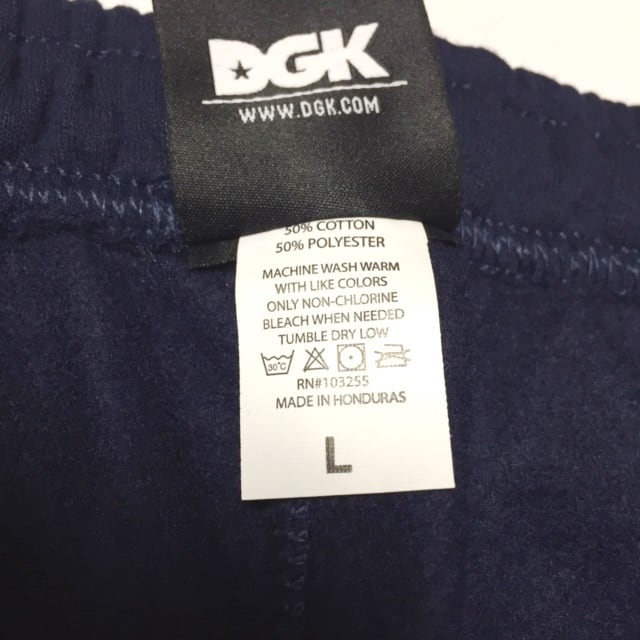 DGK
WWW.DGK.COM
50% COTTON
50% POLYESTER
MACHINE WASH WARM
WITH LIKE COLORS
ONLY NON-CHLORINE
BLEACH WHEN NEEDED
TUMBLE DRY LOW
30°C
RN#103255
MADE IN HONDURAS
L